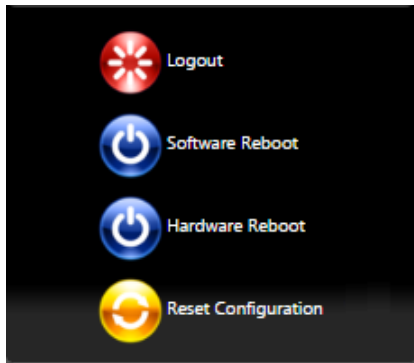 Logout
Software Reboot
Hardware Reboot
Reset Configuration